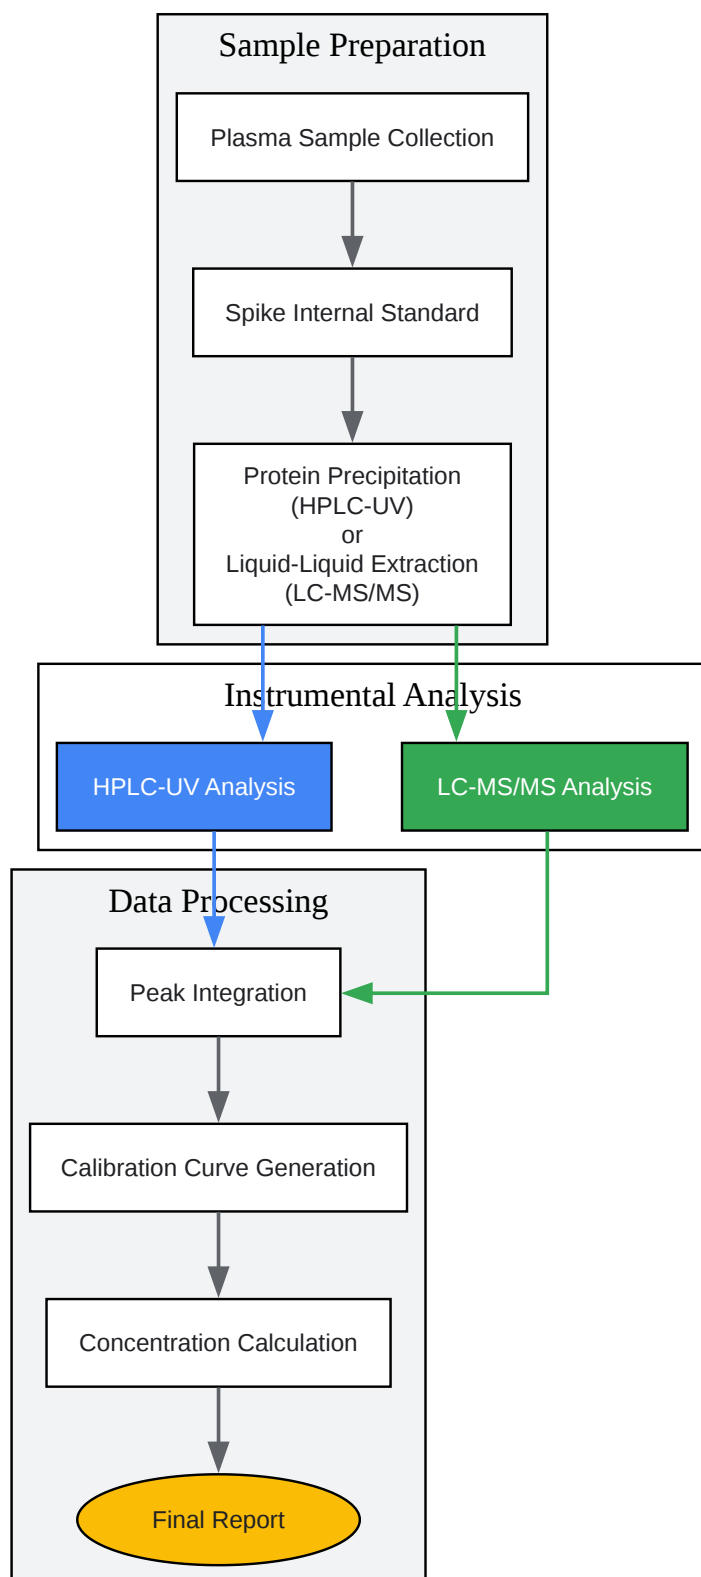 Sample Preparation
Plasma Sample Collection
Spike Internal Standard
Protein Precipitation
(HPLC-UV)
or
Liquid-Liquid Extraction
(LC-MS/MS)
Instrumental Analysis
HPLC-UV Analysis
LC-MS/MS Analysis
Data Processing
Peak Integration
Calibration Curve Generation
Concentration Calculation
Final Report